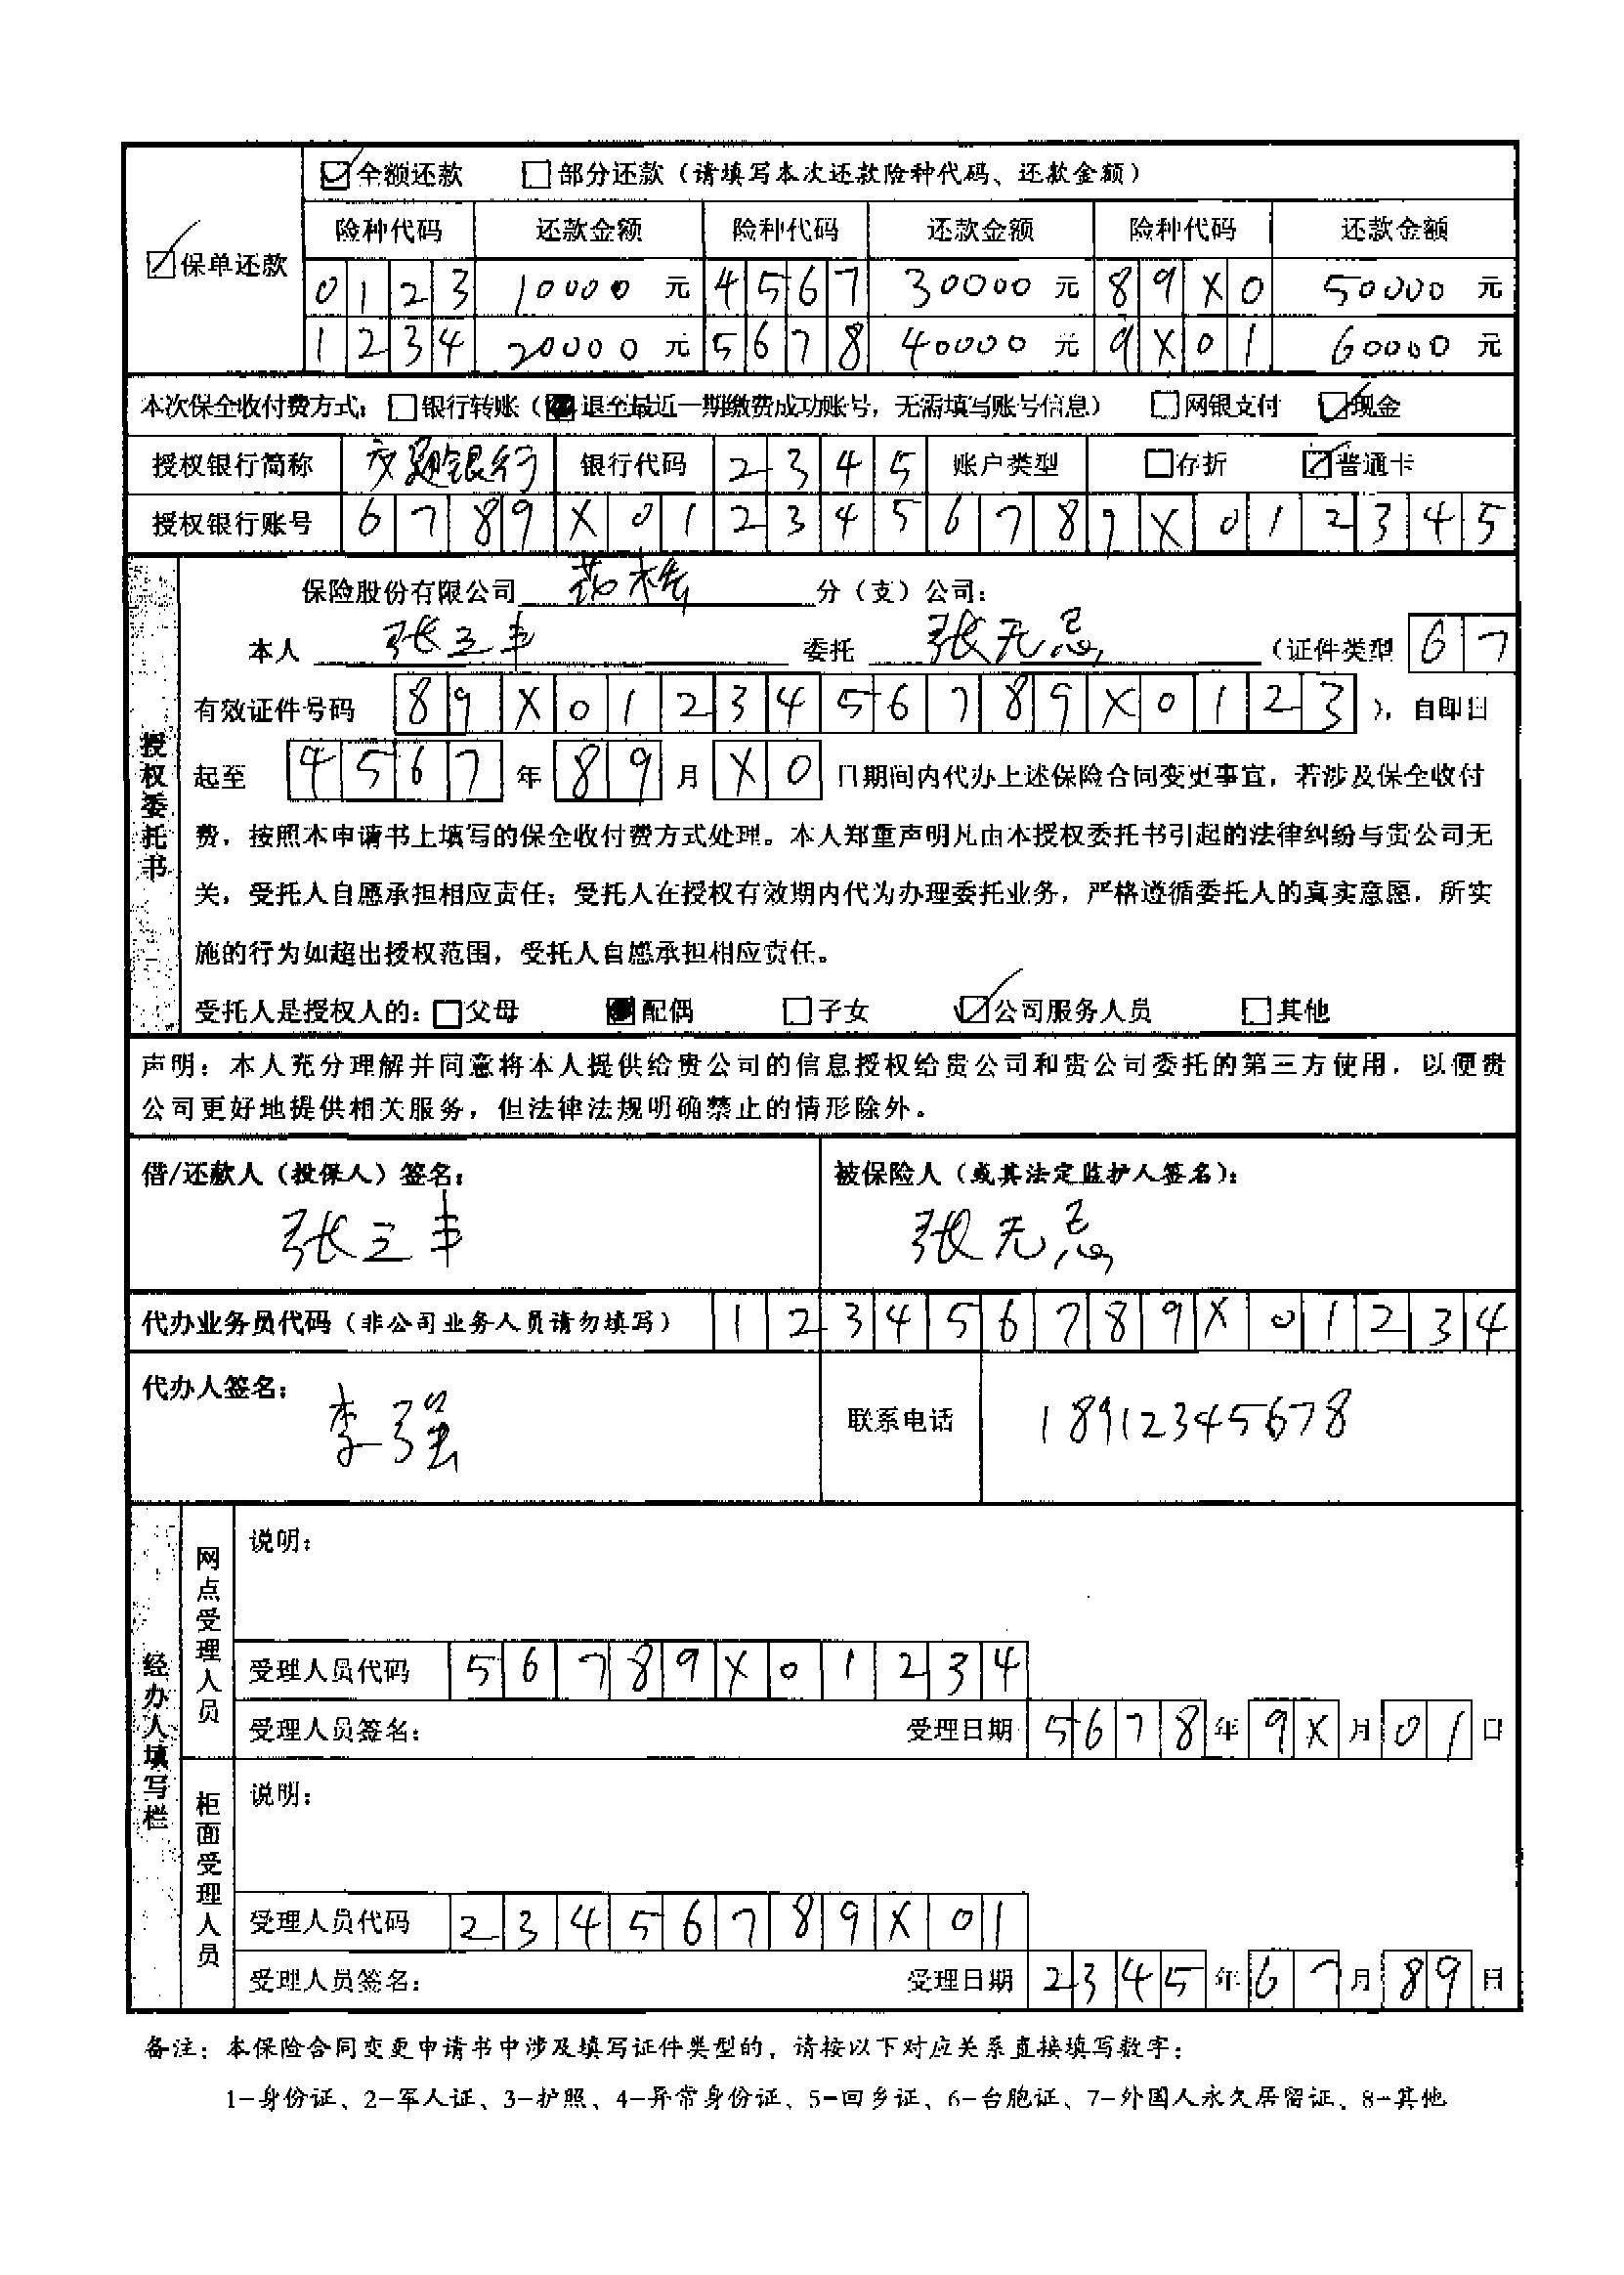 ☑全额还款 □部分还款（请填写本次还款险种代码、还款金额）
☑保单还款
险种代码 还款金额 险种代码 还款金额 险种代码 还款金额
0123 10000 元 4567 30000 元 89X0 50000 元
1234 20000 元 5678 40000 元 9X01 60000 元
本次保全收付费方式：□银行转账（■退至最近一期缴费成功账号，无需填写账号信息） □网银支付 ☑现金
授权银行简称 银行 银行代码 2345 账户类型 □存折 ☑普通卡
授权银行账号 6789X0123456789X012345
授权委托书
保险股份有限公司 分（支）公司：
本人 张三丰 委托 张无忌 （证件类型 67
有效证件号码 89X0123456789X0123 ），自即日
起至 4567 年 89 月 X0 日期间内代办上述保险合同变更事宜，若涉及保全收付
费，按照本申请书上填写的保全收付费方式处理。本人郑重声明凡由本授权委托书引起的法律纠纷与贵公司无
关，受托人自愿承担相应责任；受托人在授权有效期内代为办理委托业务，严格遵循委托人的真实意愿，所实
施的行为如超出授权范围，受托人自愿承担相应责任。
受托人是授权人的：□父母 ■配偶 □子女 ☑公司服务人员 □其他
声明：本人充分理解并同意将本人提供给贵公司的信息授权给贵公司和贵公司委托的第三方使用，以便贵
公司更好地提供相关服务，但法律法规明确禁止的情形除外。
借/还款人（投保人）签名： 被保险人（或其法定监护人签名）：
张三丰 张无忌
代办业务员代码（非公司业务人员请勿填写） 123456789X01234
代办人签名： 李子 联系电话 18912345678
经办人填写栏
网点受理人员
说明：
受理人员代码 56789X01234
受理人员签名： 受理日期 5678 年 9X 月 01 日
柜面受理人员
说明：
受理人员代码 23456789X01
受理人员签名： 受理日期 2345 年 67 月 89 日
备注：本保险合同变更申请书中涉及填写证件类型的，请按以下对应关系直接填写数字：
1-身份证、2-军人证、3-护照、4-异常身份证、5-回乡证、6-台胞证、7-外国人永久居留证、8-其他